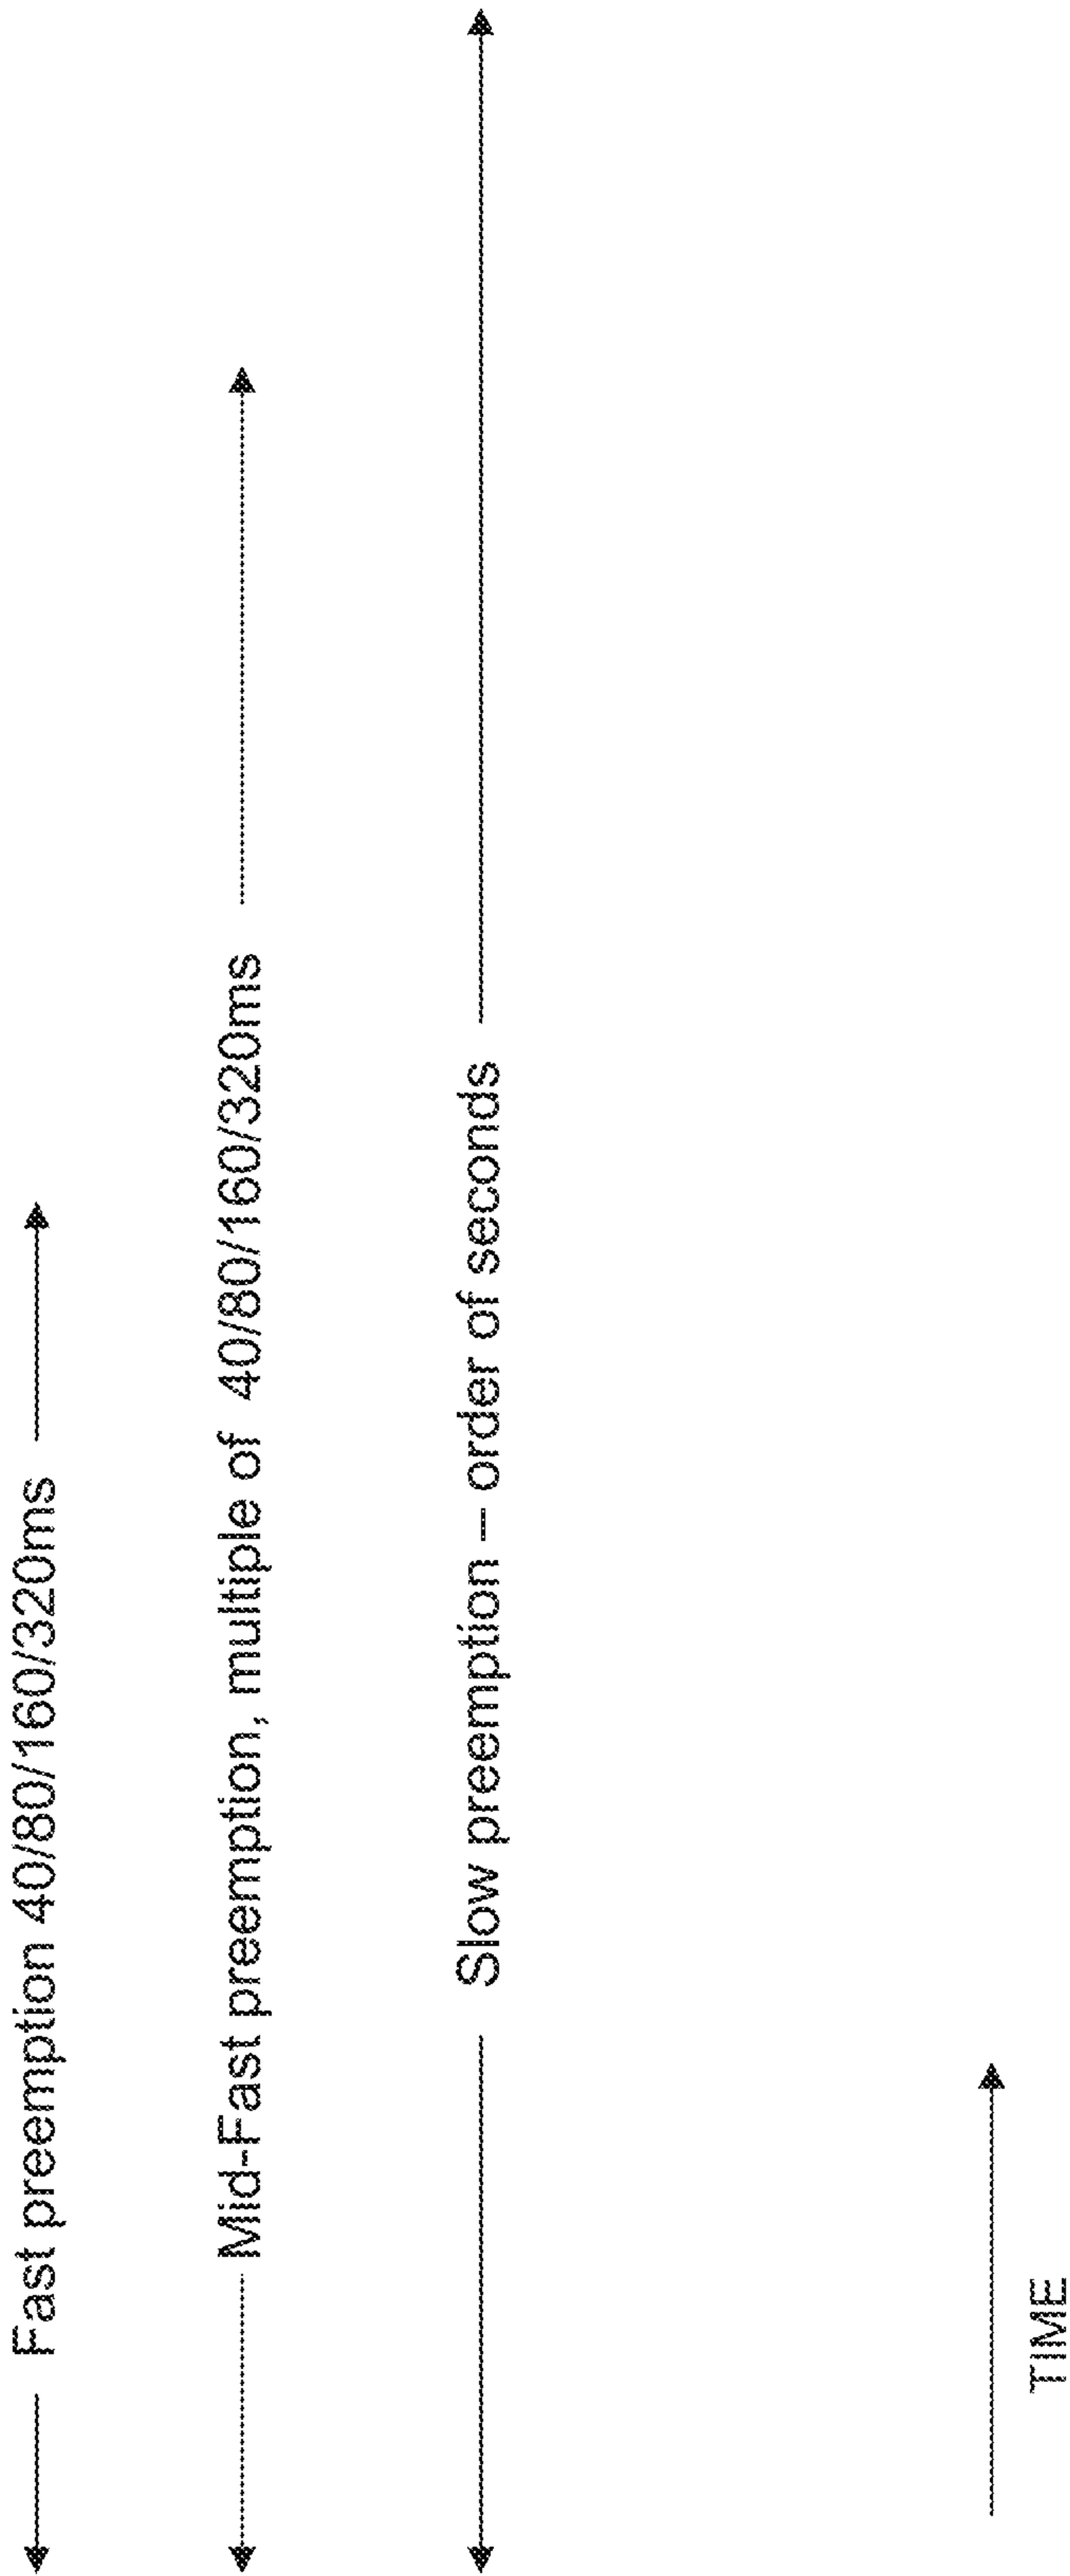 Fast preemption 40/80/160/320ms
Mid-Fast preemption, multiple of 40/80/160/320ms
Slow preemption – order of seconds
TIME